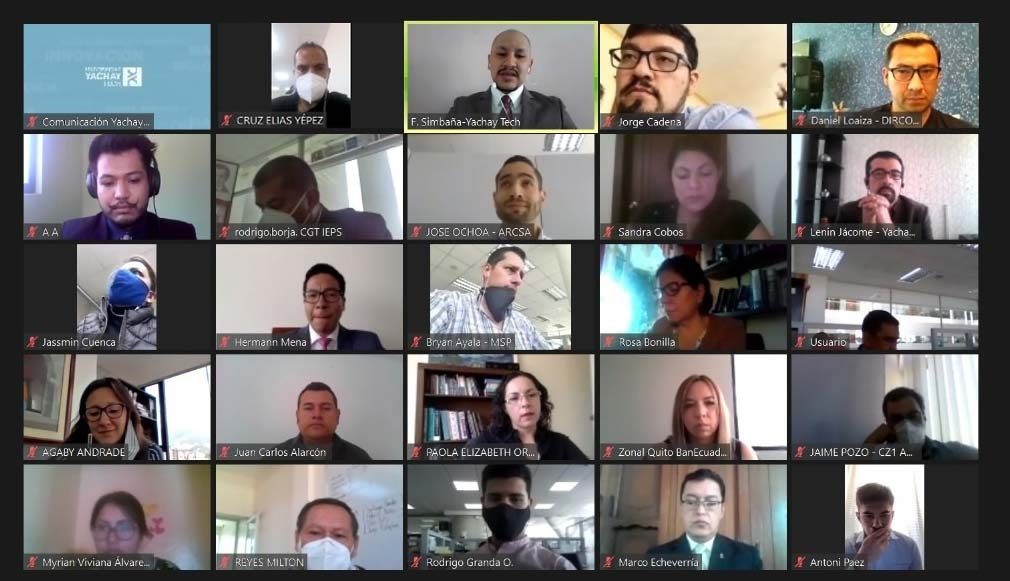 INNOVACIÓN
YACHAY
TECH
Comunicación Yachay...
CRUZ ELIAS YÉPEZ
F. Simbaña-Yachay Tech
Jorge Cadena
Daniel Loaiza - DIRCO...
A A
rodrigo.borja. CGT IEPS
JOSE OCHOA - ARCSA
Sandra Cobos
Lenin Jácome - Yacha...
Jassmin Cuenca
Hermann Mena
Bryan Ayala - MSP
Rosa Bonilla
Usuario
AGABY ANDRADE
Juan Carlos Alarcón
PAOLA ELIZABETH OR...
Zonal Quito BanEcuad...
JAIME POZO - CZ1 A...
Myrian Viviana Álvare...
REYES MILTON
Rodrigo Granda O.
Marco Echeverría
Antoni Paez